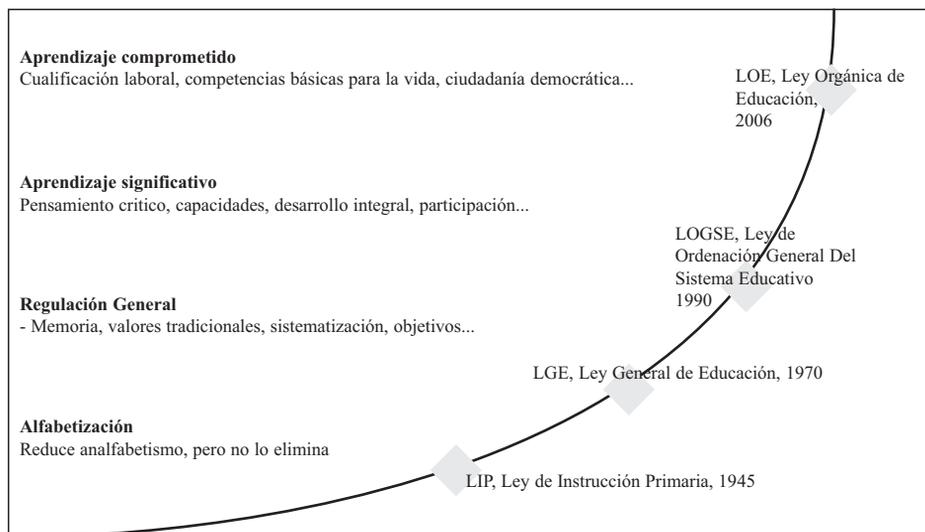 Aprendizaje comprometido
Cualificación laboral, competencias básicas para la vida, ciudadanía democrática...
LOE, Ley Orgánica de
Educación,
2006
Aprendizaje significativo
Pensamiento critico, capacidades, desarrollo integral, participación...
LOGSE, Ley de
Ordenación General Del
Sistema Educativo
1990
Regulación General
- Memoria, valores tradicionales, sistematización, objetivos...
LGE, Ley General de Educación, 1970
Alfabetización
Reduce analfabetismo, pero no lo elimina
LIP, Ley de Instrucción Primaria, 1945